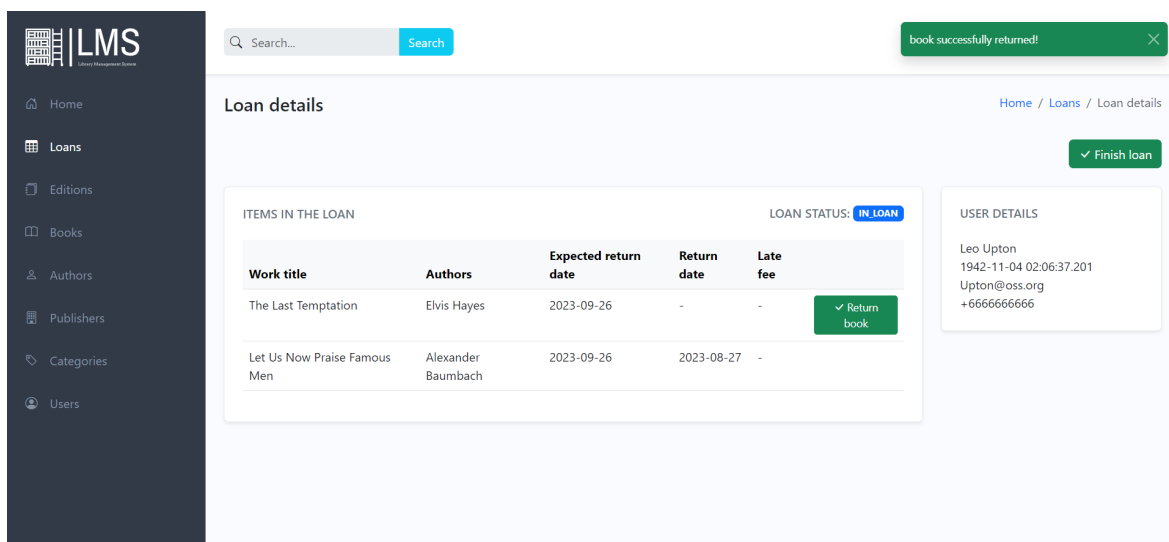 LMS
Library Management System
Search...
Search
book successfully returned!
Home
Loans
Editions
Books
Authors
Publishers
Categories
Users
Loan details
Home / Loans / Loan details
Finish loan
ITEMS IN THE LOAN
LOAN STATUS: IN_LOAN
Work title
Authors
Expected return
date
Return
date
Late
fee
The Last Temptation
Elvis Hayes
2023-09-26
-
-
Return
book
Let Us Now Praise Famous
Men
Alexander
Baumbach
2023-09-26
2023-08-27
-
USER DETAILS
Leo Upton
1942-11-04 02:06:37.201
Upton@oss.org
+6666666666